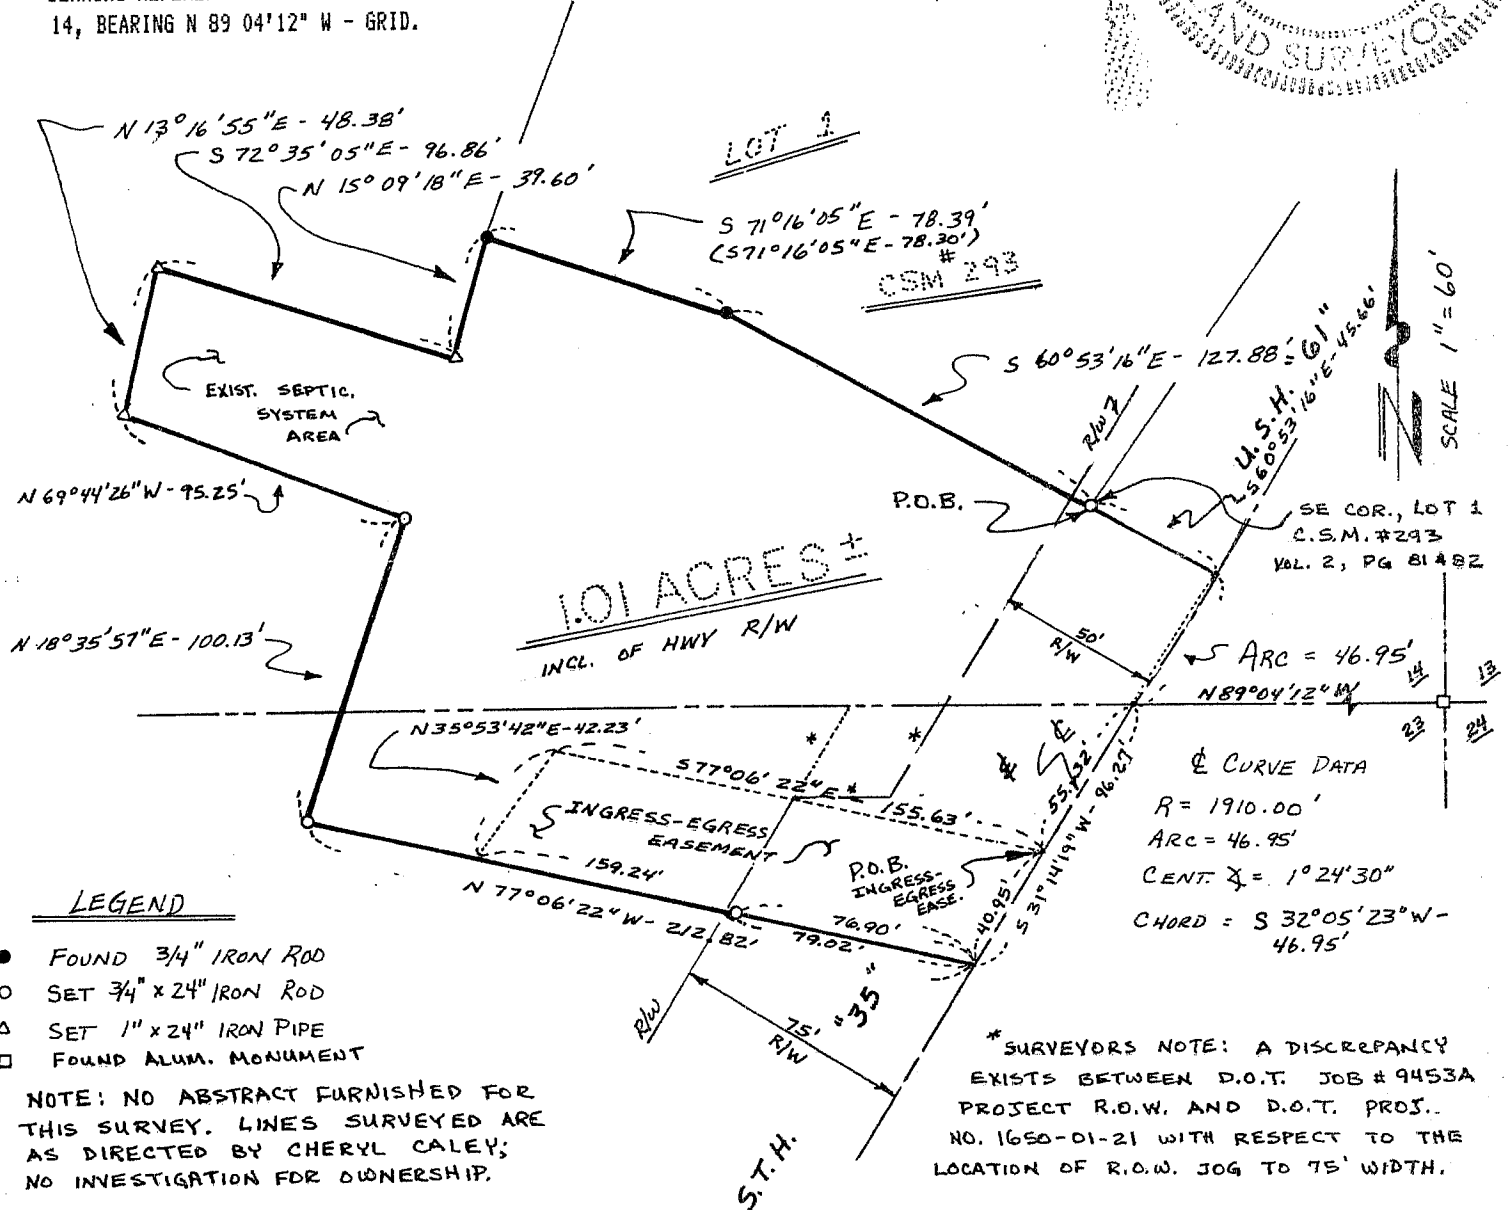 14, BEARING N 89 04'12" W - GRID.
LAND SURVEYOR
N 13°16'55"E - 48.38'
S 72°35'05"E - 96.86'
N 15°09'18"E - 39.60'
LOT 1
S 71°16'05"E - 78.39'
(S71°16'05"E - 78.30')
CSM #293
S 60°53'16"E - 127.88'
U.S.H. "61"
S60°53'16"E - 45.66'
SCALE 1" = 60'
N
R/W
EXIST. SEPTIC
SYSTEM
AREA
N 69°44'26"W - 95.25'
P.O.B.
SE COR., LOT 1
C.S.M. #293
VOL. 2, PG 81 & 82
1.01 ACRES ±
INCL. OF HWY R/W
50'
R/W
N 18°35'57"E - 100.13'
ARC = 46.95'
N89°04'12"W
14 13
23 24
N35°53'42"E - 42.23'
* *
S77°06'22"E * 155.63'
℄ ℄
55.32'
S 31°14'19"W - 96.27'
40.95'
INGRESS-EGRESS
EASEMENT
P.O.B.
INGRESS-
EGRESS
EASE.
159.24'
N 77°06'22"W - 212.82'
76.90'
79.02'
℄ CURVE DATA
R = 1910.00'
ARC = 46.95'
CENT. ∡ = 1°24'30"
CHORD = S 32°05'23"W -
46.95'
R/W
75'
R/W
"35"
S.T.H.
LEGEND
● FOUND 3/4" IRON ROD
○ SET 3/4" x 24" IRON ROD
△ SET 1" x 24" IRON PIPE
□ FOUND ALUM. MONUMENT
NOTE: NO ABSTRACT FURNISHED FOR
THIS SURVEY. LINES SURVEYED ARE
AS DIRECTED BY CHERYL CALEY;
NO INVESTIGATION FOR OWNERSHIP.
*SURVEYORS NOTE: A DISCREPANCY
EXISTS BETWEEN D.O.T. JOB # 9453A
PROJECT R.O.W. AND D.O.T. PROJ..
NO. 1650-01-21 WITH RESPECT TO THE
LOCATION OF R.O.W. JOG TO 75' WIDTH.